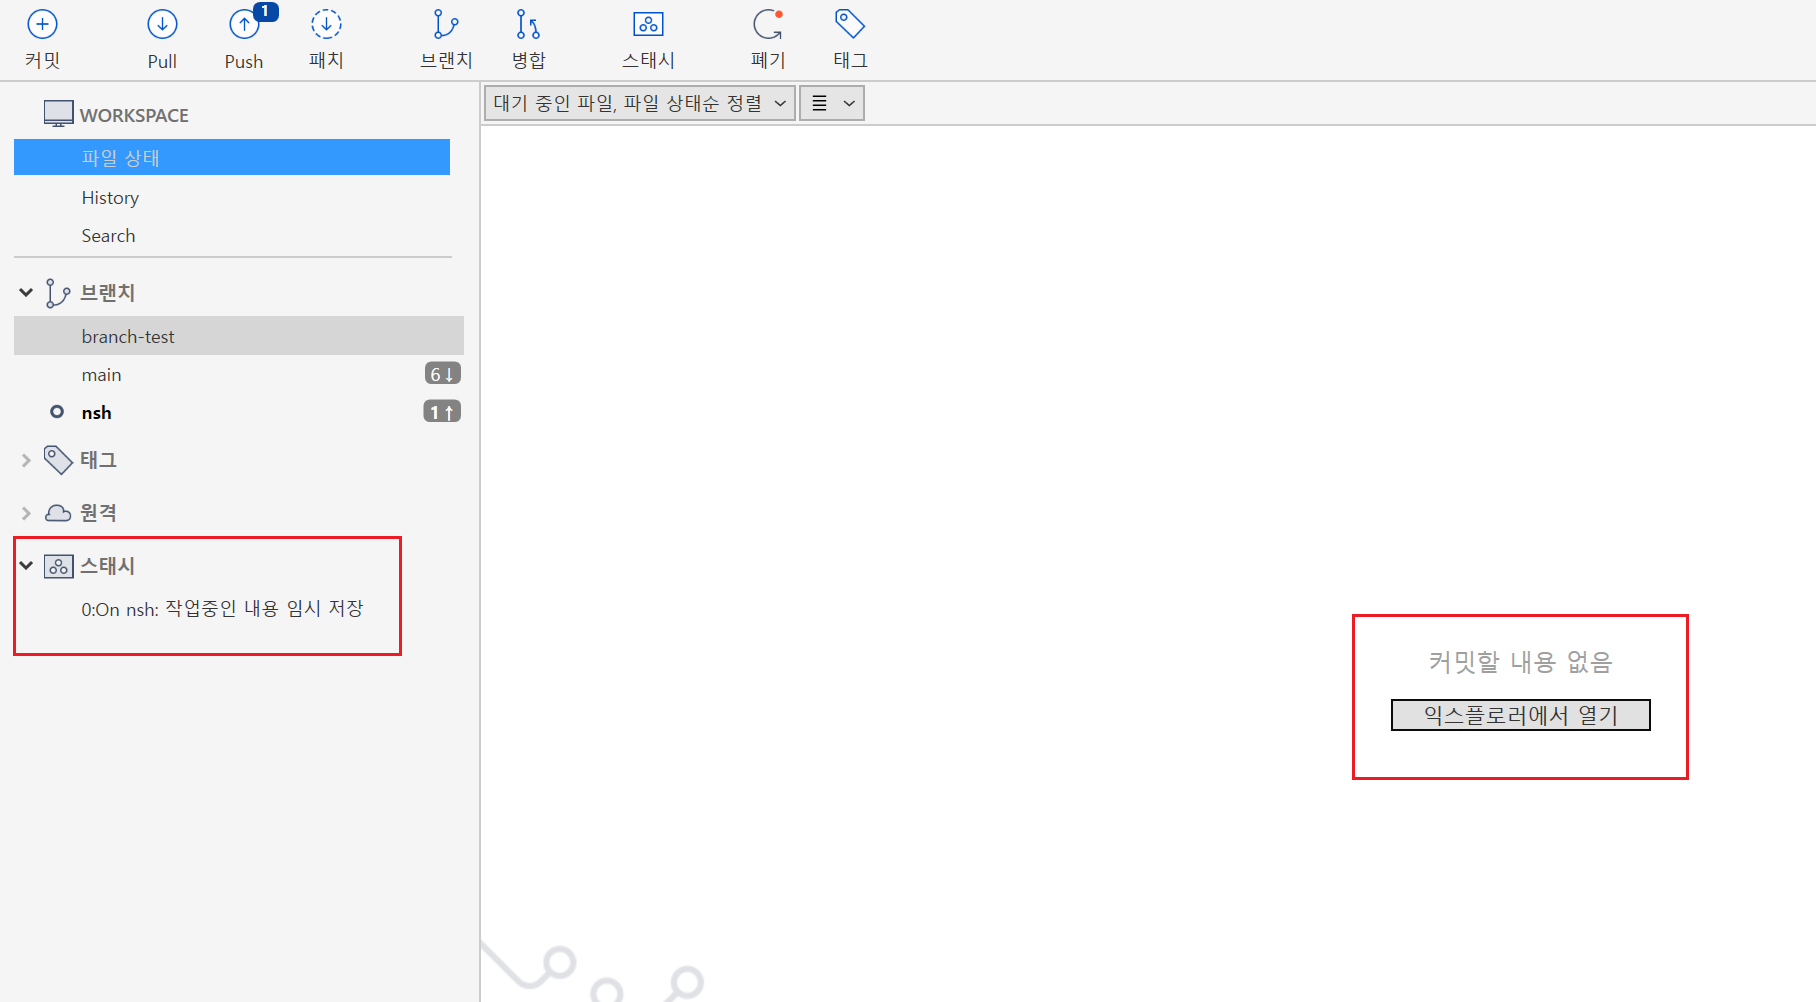 1
커밋 Pull Push 패치 브랜치 병합 스태시 폐기 태그
WORKSPACE
파일 상태
History
Search
브랜치
branch-test
main 6↓
nsh 1↑
태그
원격
스태시
0:On nsh: 작업중인 내용 임시 저장
대기 중인 파일, 파일 상태순 정렬
커밋할 내용 없음
익스플로러에서 열기